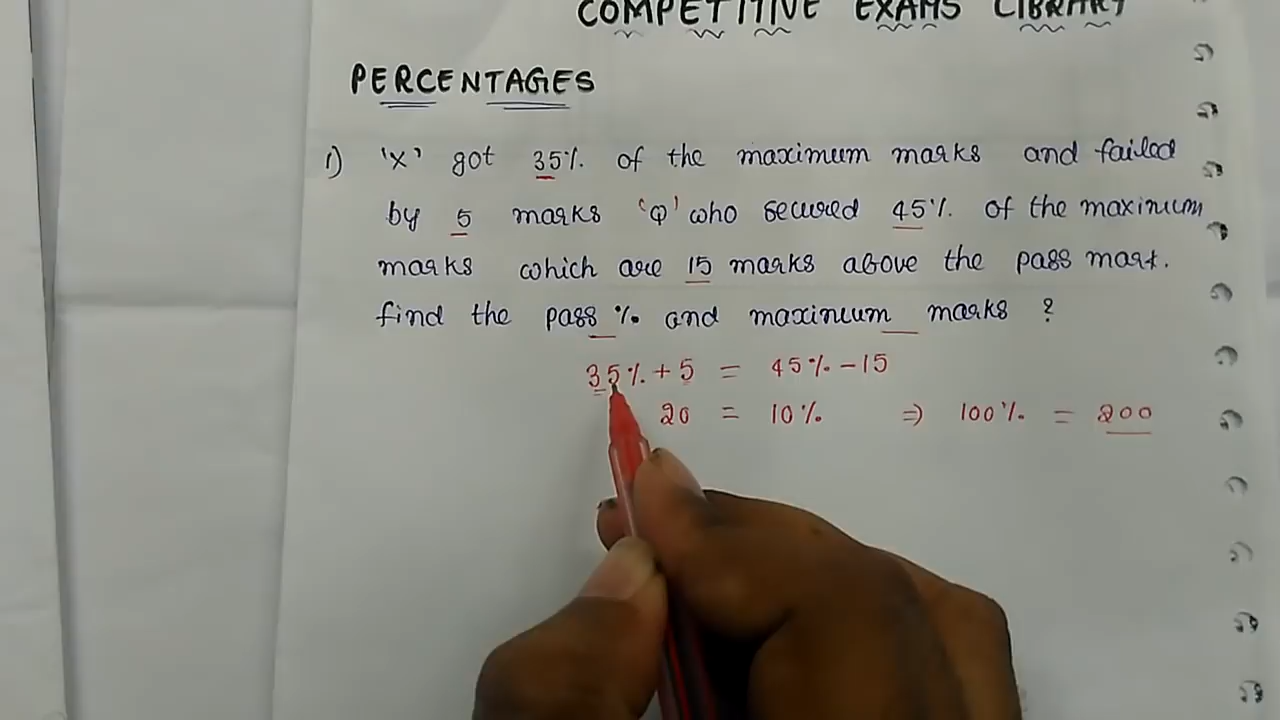 COMPETITIVE EXAMS LIBRARY
PERCENTAGES
1) 'X' got 35% of the maximum marks and failed
by 5 marks 'Q' who secured 45% of the maximum
marks which are 15 marks above the pass mark.
find the pass % and maximum marks ?
35% + 5 = 45% - 15
20 = 10% ⇒ 100% = 200